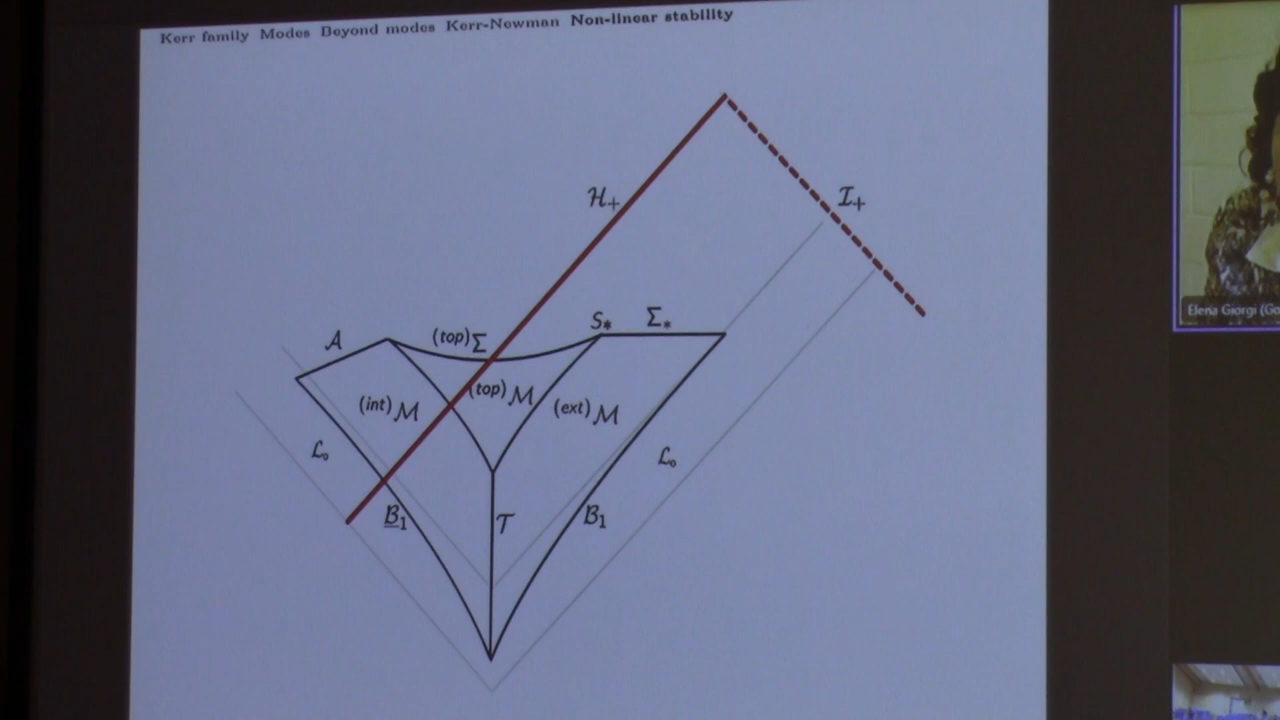 Kerr family Modes Beyond modes Kerr-Newman Non-linear stability
ℋ₊
ℐ₊
𝒜
(top)Σ
S*
Σ*
(int)ℳ
(top)ℳ
(ext)ℳ
ℒ₀
ℒ₀
ℬ̲₁
𝒯
ℬ₁
Elena Giorgi